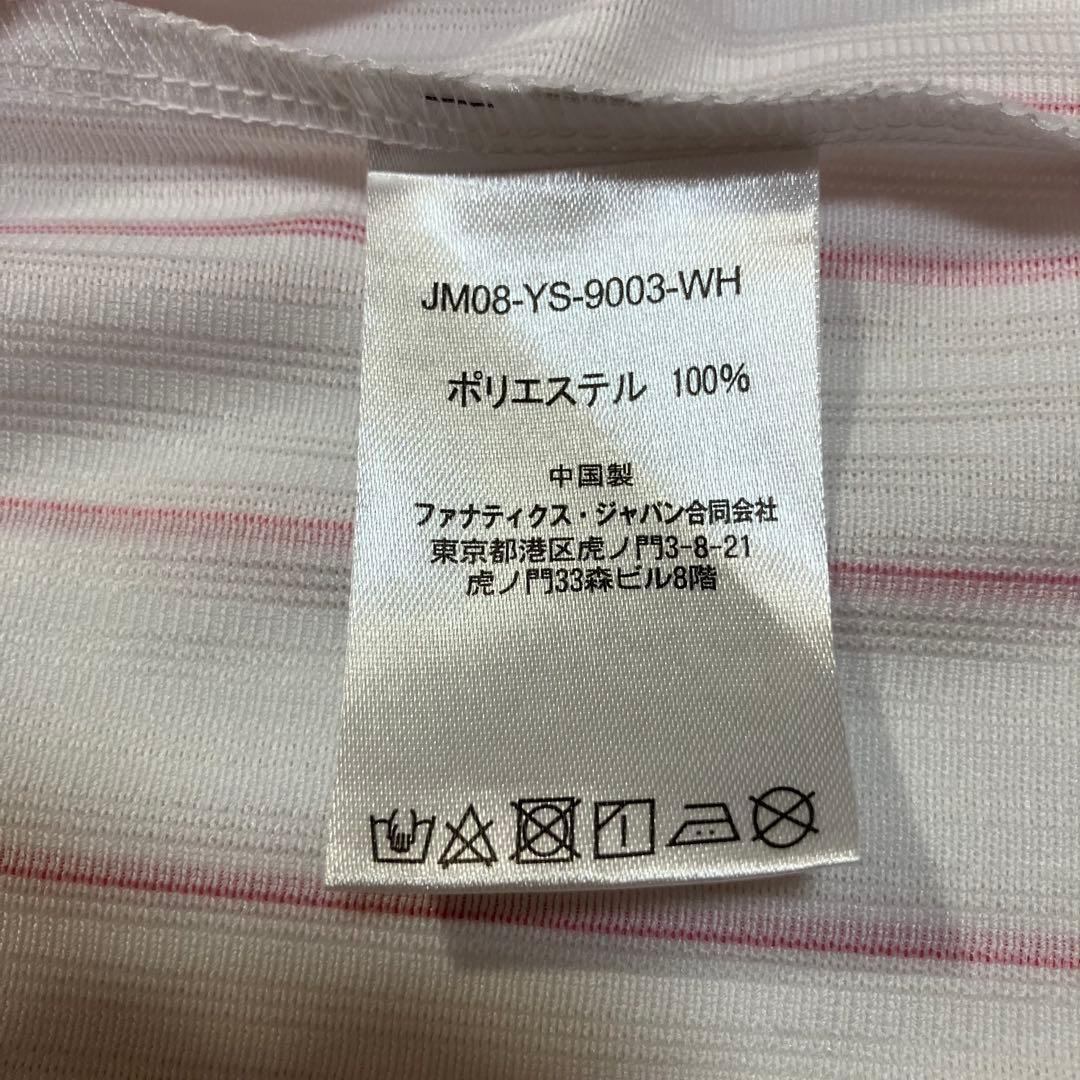 JM08-YS-9003-WH
ポリエステル 100%
中国製
ファナティクス・ジャパン合同会社
東京都港区虎ノ門3-8-21
虎ノ門33森ビル8階